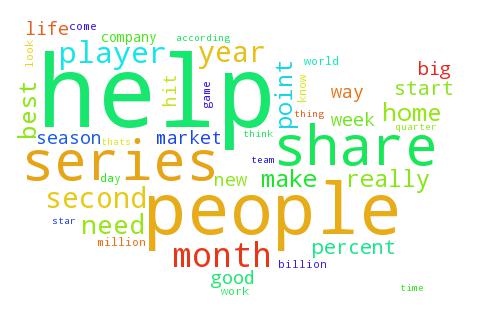 life come
company according
look player year
help
hit game point world know
best
big
way start
thing
share
week home
quarter
season thats market think
series
team
day new make really
second
need people
star
million
month percent
good billion
work time